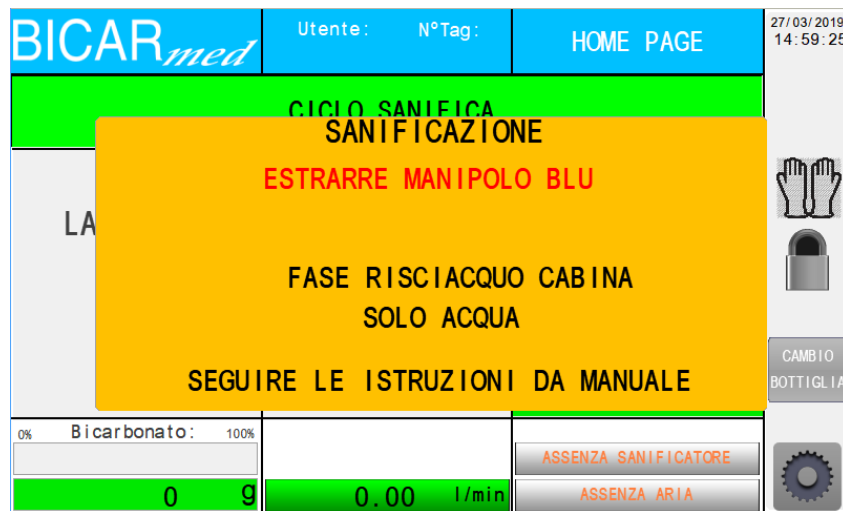 BICARmed
Utente: N°Tag:
HOME PAGE
27/03/2019
14:59:25
CICLO SANIFICA
SANIFICAZIONE
ESTRARRE MANIPOLO BLU
LA
FASE RISCIACQUO CABINA
SOLO ACQUA
SEGUIRE LE ISTRUZIONI DA MANUALE
CAMBIO
BOTTIGLIA
0% Bicarbonato: 100%
0 g
0.00 l/min
ASSENZA SANIFICATORE
ASSENZA ARIA